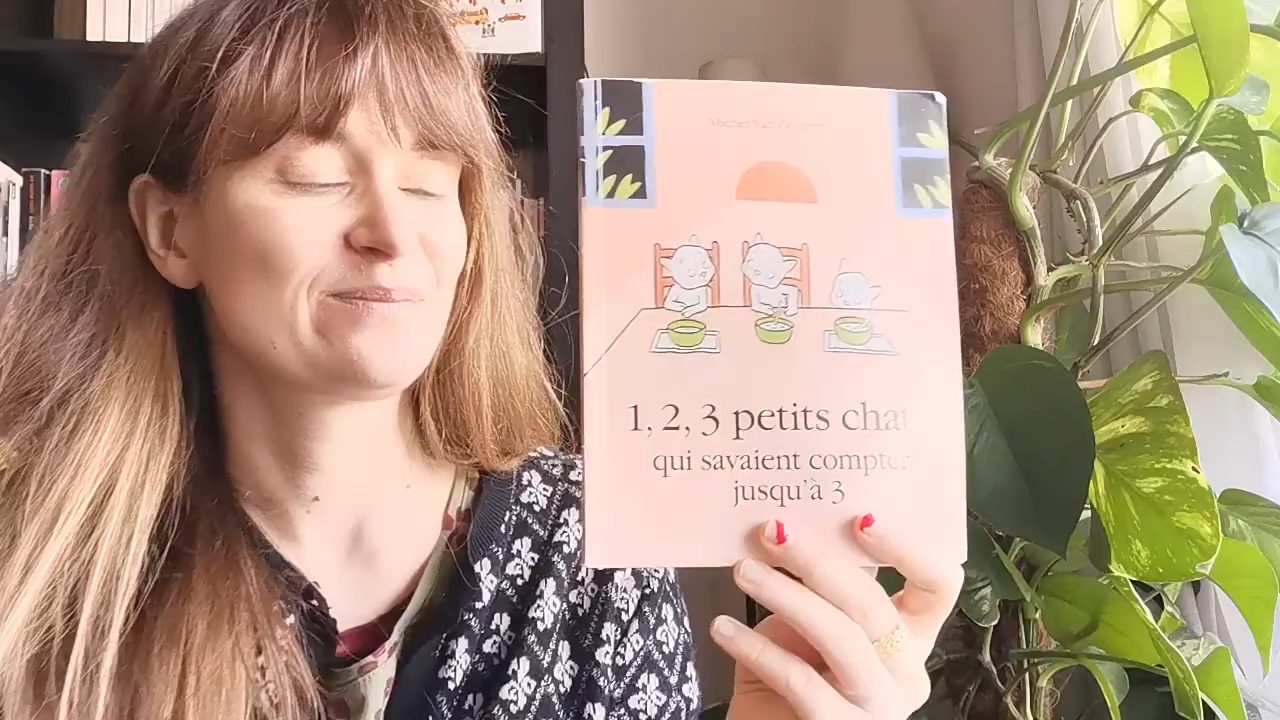 1, 2, 3 petits chat
qui savaient compter
jusqu'à 3